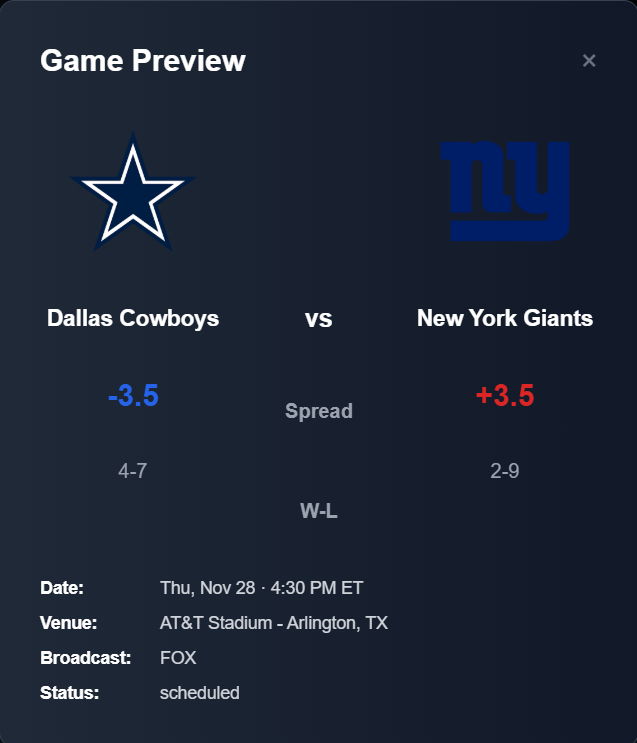 Game Preview ×
ny
Dallas Cowboys vs New York Giants
-3.5 Spread +3.5
4-7 W-L 2-9
Date: Thu, Nov 28 · 4:30 PM ET
Venue: AT&T Stadium - Arlington, TX
Broadcast: FOX
Status: scheduled